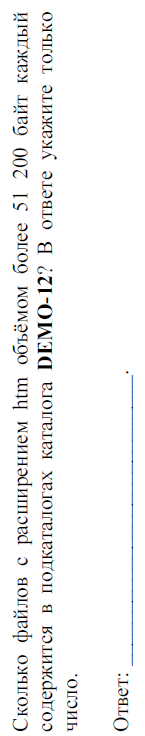 Сколько файлов с расширением htm объёмом более 51 200 байт каждый
содержится в подкаталогах каталога DEMO-12? В ответе укажите только
число.
Ответ: ___________________________.